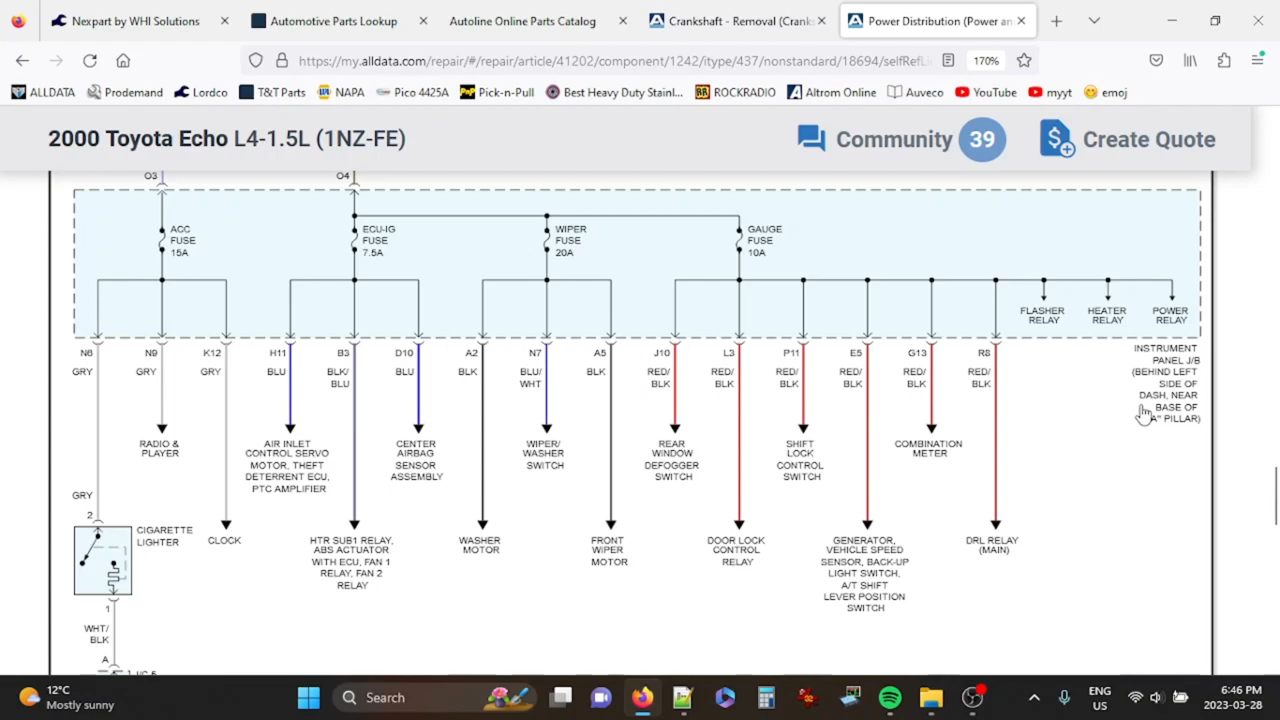 Nexpart by WHI Solutions
Automotive Parts Lookup
Autoline Online Parts Catalog
Crankshaft - Removal (Cranks
Power Distribution (Power an
https://my.alldata.com/repair/#/repair/article/41202/component/1242/itype/437/nonstandard/18694/selfRefLi
170%
ALLDATA
Prodemand
Lordco
T&T Parts
NAPA
Pico 4425A
Pick-n-Pull
Best Heavy Duty Stainl...
ROCKRADIO
Altrom Online
Auveco
YouTube
myyt
emoj
2000 Toyota Echo L4-1.5L (1NZ-FE)
Community 39
Create Quote
O3
O4
ACC
FUSE
15A
ECU-IG
FUSE
7.5A
WIPER
FUSE
20A
GAUGE
FUSE
10A
FLASHER
RELAY
HEATER
RELAY
POWER
RELAY
N6
N9
K12
H11
B3
D10
A2
N7
A5
J10
L3
P11
E5
G13
R8
GRY
GRY
GRY
BLU
BLK/
BLU
BLU
BLK
BLU/
WHT
BLK
RED/
BLK
RED/
BLK
RED/
BLK
RED/
BLK
RED/
BLK
RED/
BLK
INSTRUMENT
PANEL J/B
(BEHIND LEFT
SIDE OF
DASH, NEAR
BASE OF
A" PILLAR)
RADIO &
PLAYER
AIR INLET
CONTROL SERVO
MOTOR, THEFT
DETERRENT ECU,
PTC AMPLIFIER
CENTER
AIRBAG
SENSOR
ASSEMBLY
WIPER/
WASHER
SWITCH
REAR
WINDOW
DEFOGGER
SWITCH
SHIFT
LOCK
CONTROL
SWITCH
COMBINATION
METER
GRY
2
CIGARETTE
LIGHTER
CLOCK
HTR SUB1 RELAY,
ABS ACTUATOR
WITH ECU, FAN 1
RELAY, FAN 2
RELAY
WASHER
MOTOR
FRONT
WIPER
MOTOR
DOOR LOCK
CONTROL
RELAY
GENERATOR,
VEHICLE SPEED
SENSOR, BACK-UP
LIGHT SWITCH,
A/T SHIFT
LEVER POSITION
SWITCH
DRL RELAY
(MAIN)
1
WHT/
BLK
A
12°C
Mostly sunny
Search
ENG
US
6:46 PM
2023-03-28